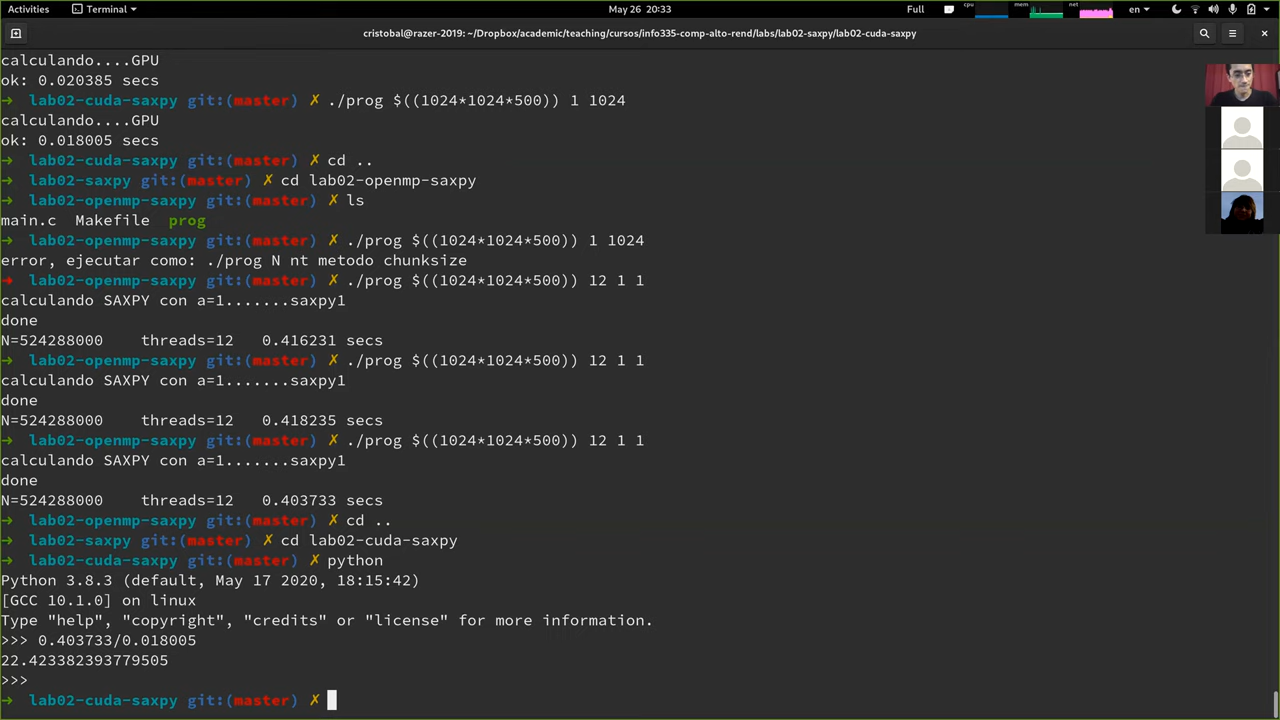 Activities
Terminal
May 26 20:33
Full
cpu
mem
net
en
cristobal@razer-2019: ~/Dropbox/academic/teaching/cursos/info335-comp-alto-rend/labs/lab02-saxpy/lab02-cuda-saxpy
calculando....GPU
ok: 0.020385 secs
→ lab02-cuda-saxpy git:(master) ✗ ./prog $((1024*1024*500)) 1 1024
calculando....GPU
ok: 0.018005 secs
→ lab02-cuda-saxpy git:(master) ✗ cd ..
→ lab02-saxpy git:(master) ✗ cd lab02-openmp-saxpy
→ lab02-openmp-saxpy git:(master) ✗ ls
main.c Makefile prog
→ lab02-openmp-saxpy git:(master) ✗ ./prog $((1024*1024*500)) 1 1024
error, ejecutar como: ./prog N nt metodo chunksize
→ lab02-openmp-saxpy git:(master) ✗ ./prog $((1024*1024*500)) 12 1 1
calculando SAXPY con a=1.......saxpy1
done
N=524288000 threads=12 0.416231 secs
→ lab02-openmp-saxpy git:(master) ✗ ./prog $((1024*1024*500)) 12 1 1
calculando SAXPY con a=1.......saxpy1
done
N=524288000 threads=12 0.418235 secs
→ lab02-openmp-saxpy git:(master) ✗ ./prog $((1024*1024*500)) 12 1 1
calculando SAXPY con a=1.......saxpy1
done
N=524288000 threads=12 0.403733 secs
→ lab02-openmp-saxpy git:(master) ✗ cd ..
→ lab02-saxpy git:(master) ✗ cd lab02-cuda-saxpy
→ lab02-cuda-saxpy git:(master) ✗ python
Python 3.8.3 (default, May 17 2020, 18:15:42)
[GCC 10.1.0] on linux
Type "help", "copyright", "credits" or "license" for more information.
>>> 0.403733/0.018005
22.423382393779505
>>>
→ lab02-cuda-saxpy git:(master) ✗